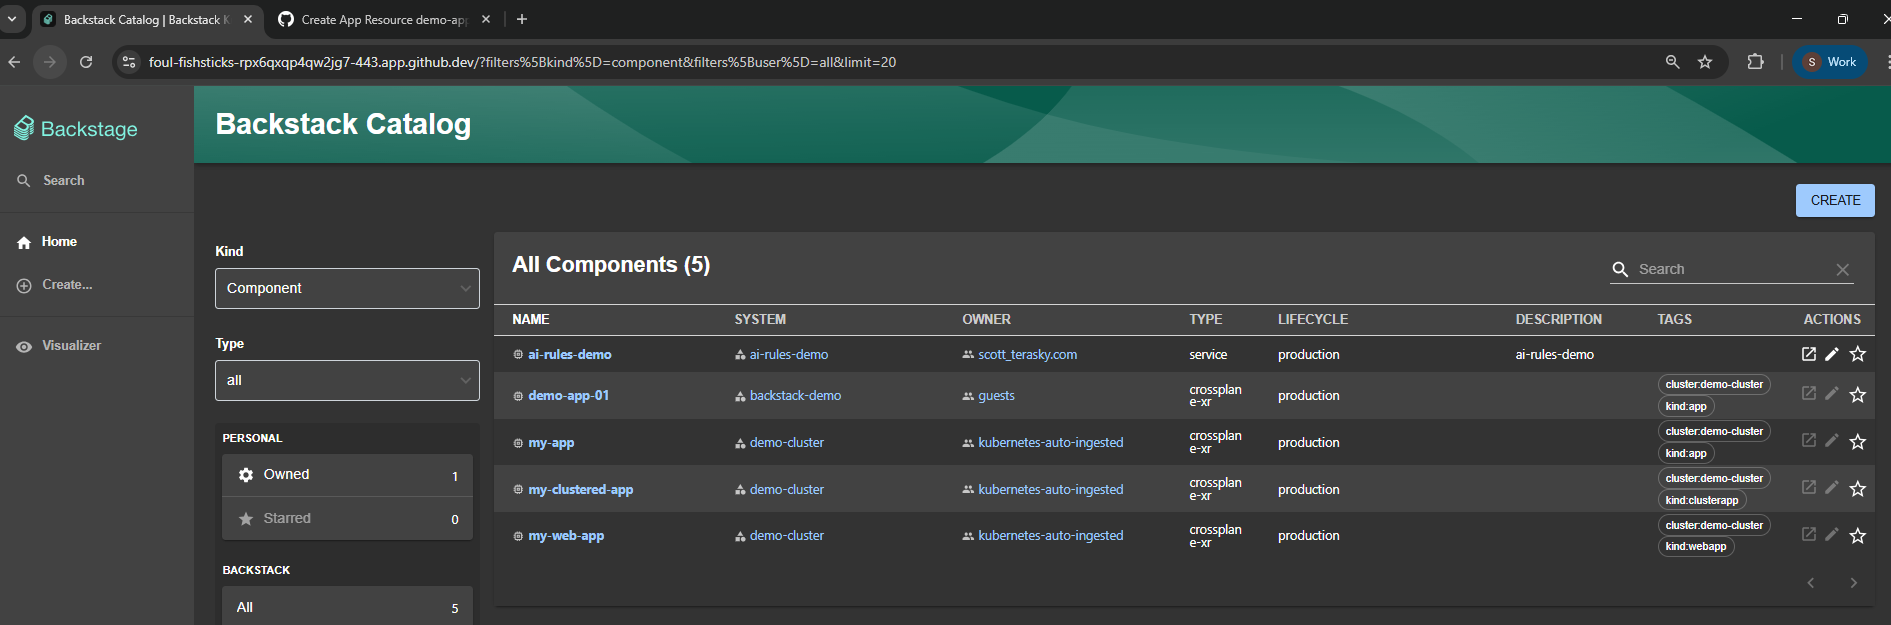 Backstack Catalog | Backstack K
Create App Resource demo-app
foul-fishsticks-rpx6qxqp4qw2jg7-443.app.github.dev/?filters%5Bkind%5D=component&filters%5Buser%5D=all&limit=20
S Work
Backstage
Backstack Catalog
Search
CREATE
Home
Create...
Visualizer
Kind
Component
Type
all
PERSONAL
Owned 1
Starred 0
BACKSTACK
All 5
All Components (5)
Search
NAME SYSTEM OWNER TYPE LIFECYCLE DESCRIPTION TAGS ACTIONS
ai-rules-demo ai-rules-demo scott_terasky.com service production ai-rules-demo
demo-app-01 backstack-demo guests crossplan production cluster:demo-cluster
e-xr kind:app
my-app demo-cluster kubernetes-auto-ingested crossplan production cluster:demo-cluster
e-xr kind:app
my-clustered-app demo-cluster kubernetes-auto-ingested crossplan production cluster:demo-cluster
e-xr kind:clusterapp
my-web-app demo-cluster kubernetes-auto-ingested crossplan production cluster:demo-cluster
e-xr kind:webapp